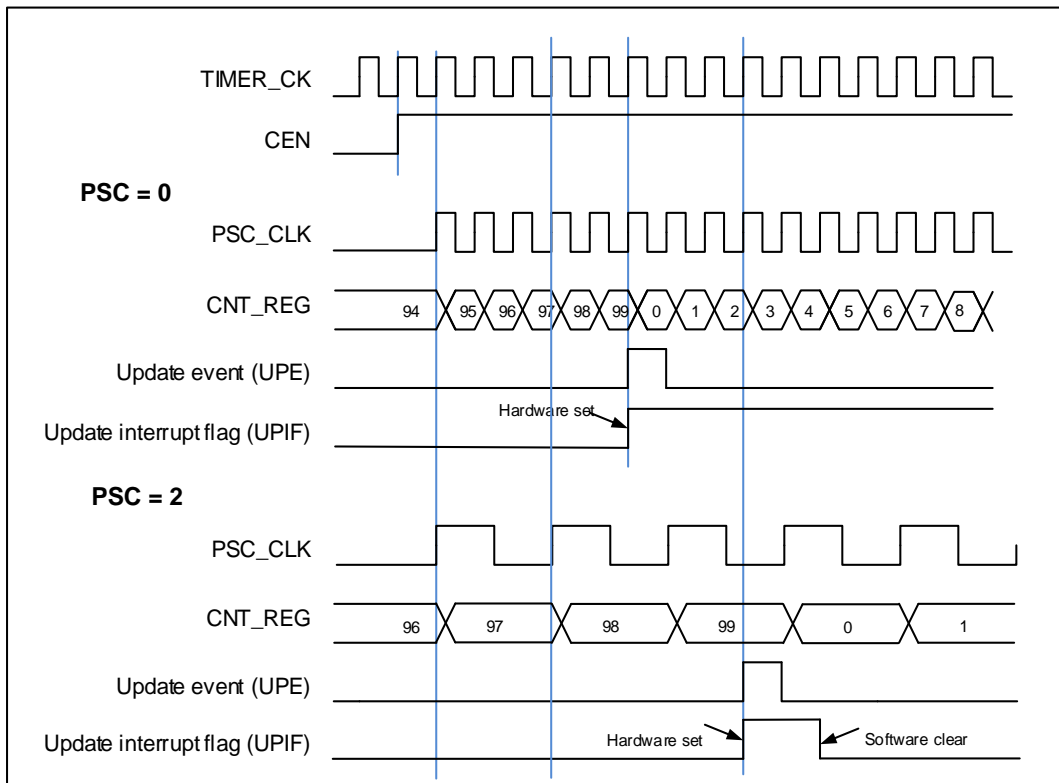 TIMER_CK
CEN
PSC = 0
PSC_CLK
CNT_REG 94 95 96 97 98 99 0 1 2 3 4 5 6 7 8
Update event (UPE)
Hardware set
Update interrupt flag (UPIF)
PSC = 2
PSC_CLK
CNT_REG 96 97 98 99 0 1
Update event (UPE)
Update interrupt flag (UPIF) Hardware set Software clear